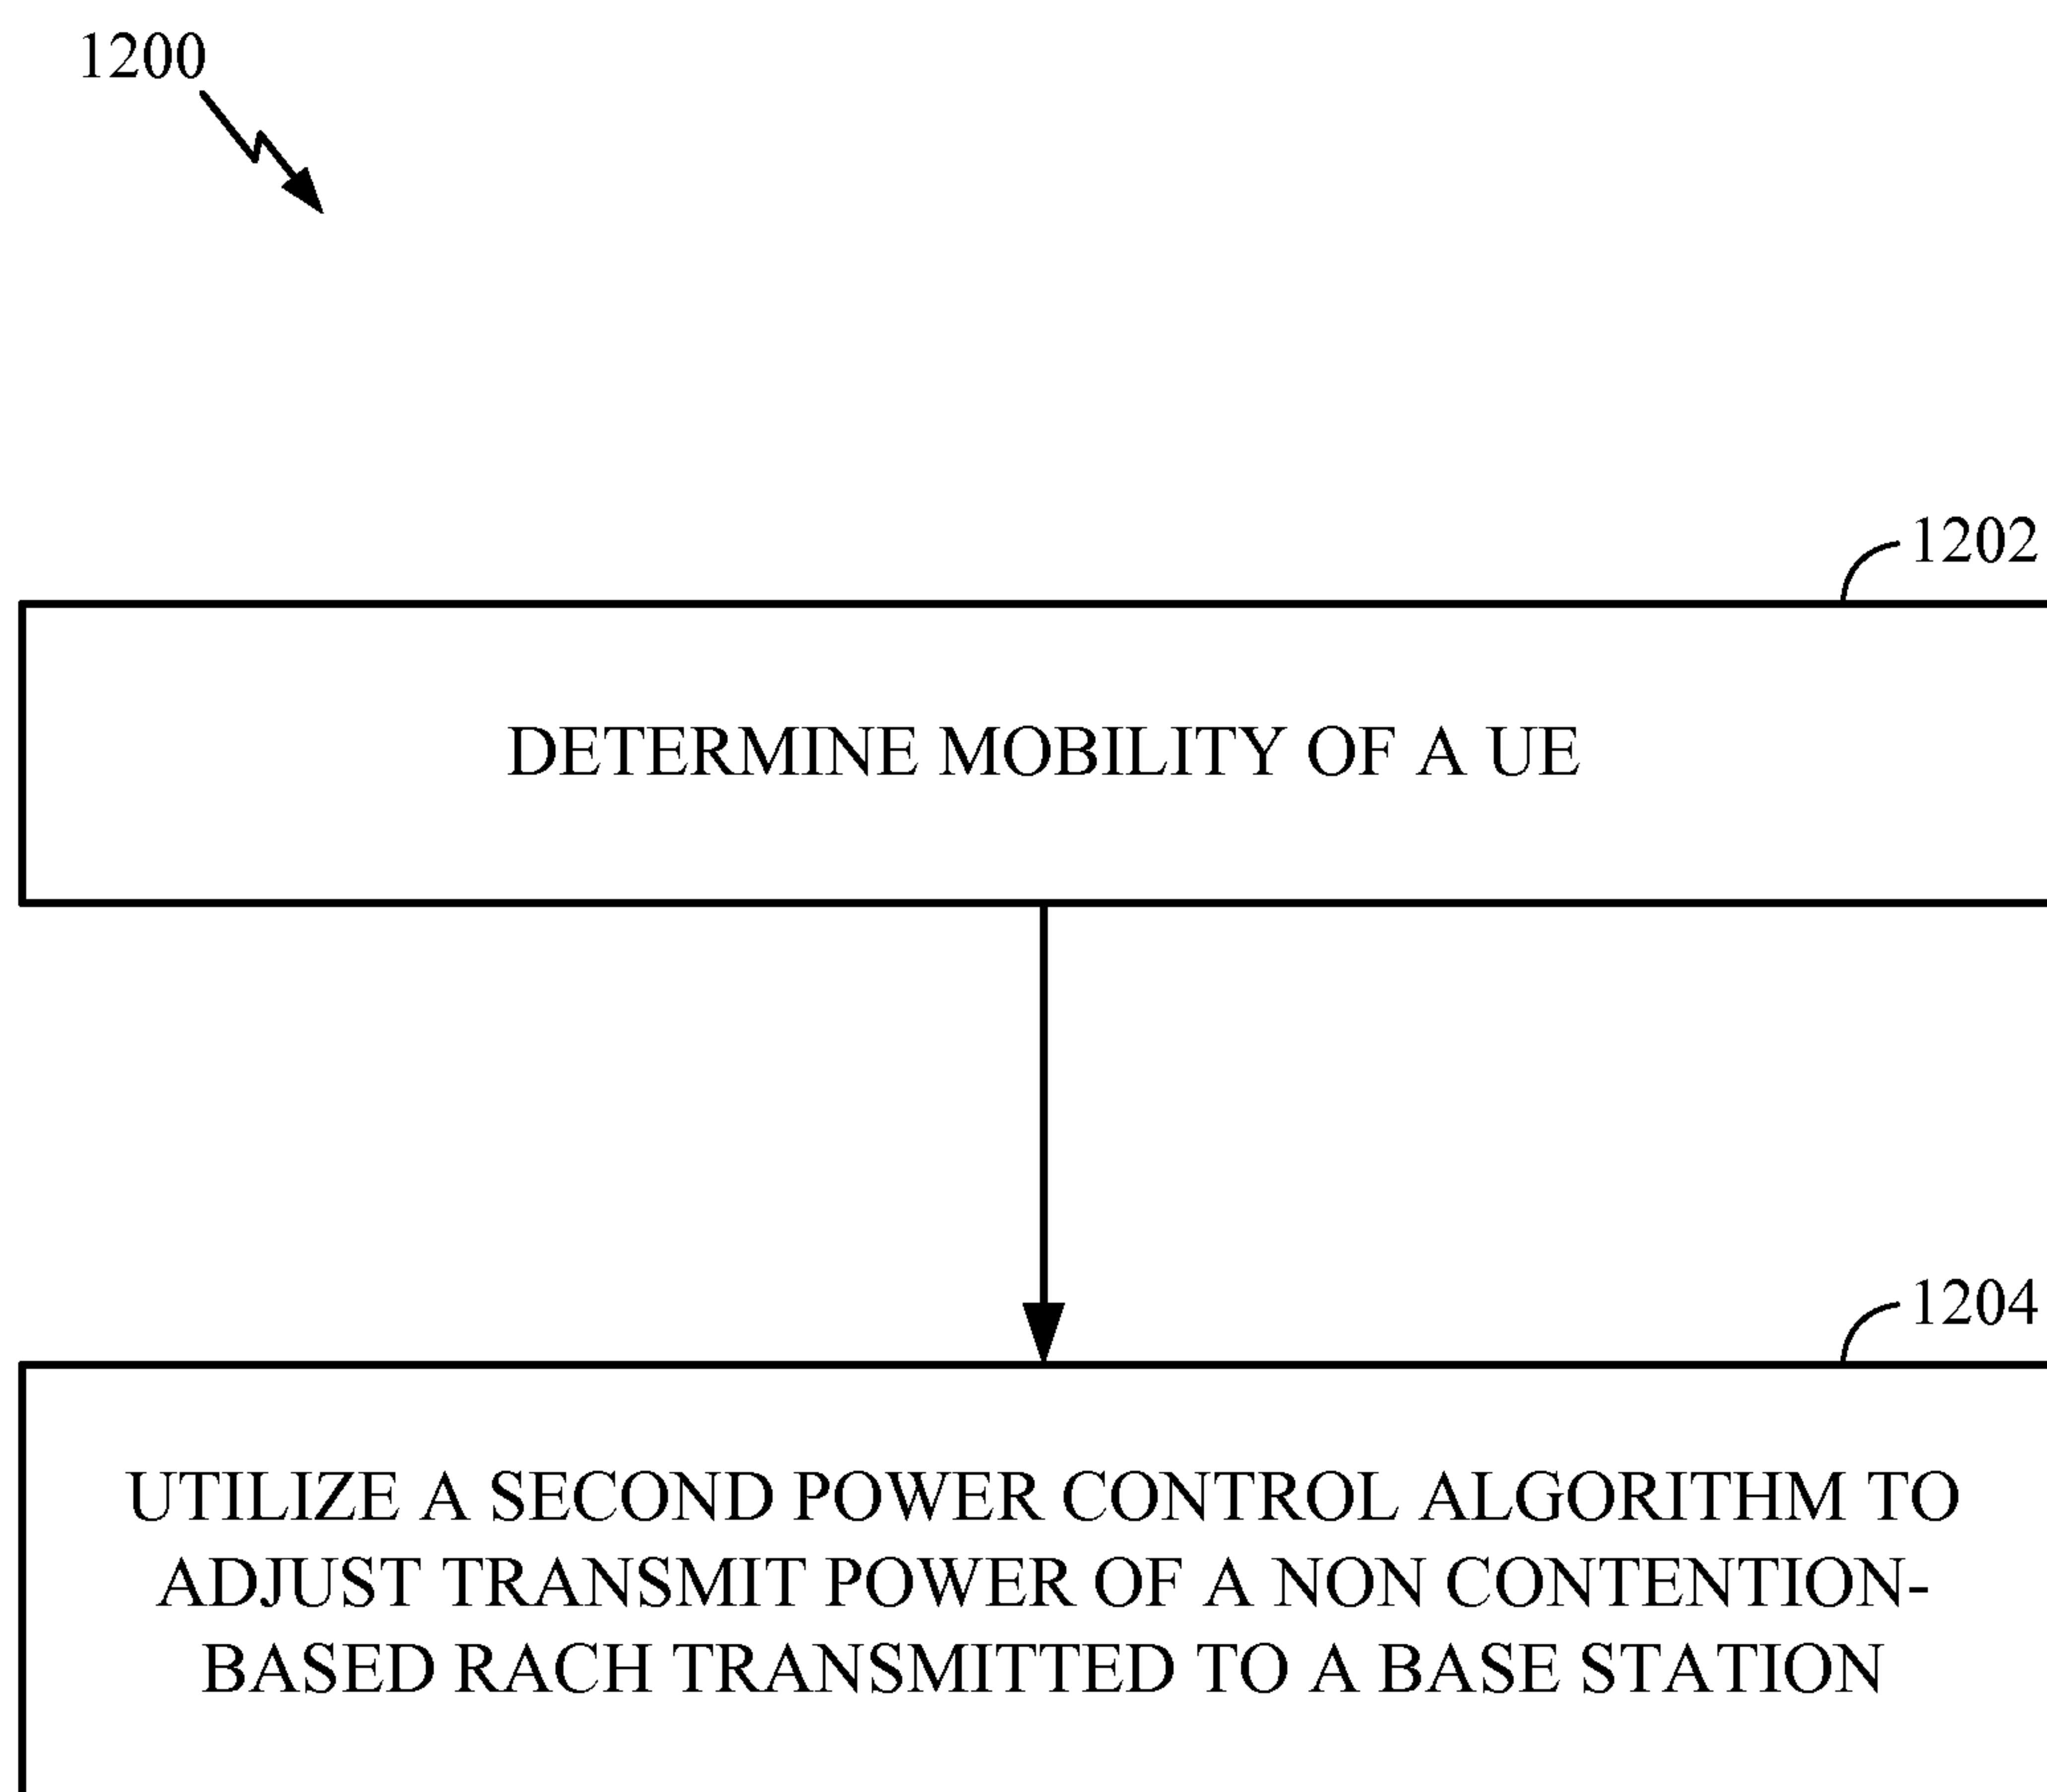 1200
1202
DETERMINE MOBILITY OF A UE
1204
UTILIZE A SECOND POWER CONTROL ALGORITHM TO
ADJUST TRANSMIT POWER OF A NON CONTENTION-
BASED RACH TRANSMITTED TO A BASE STATION